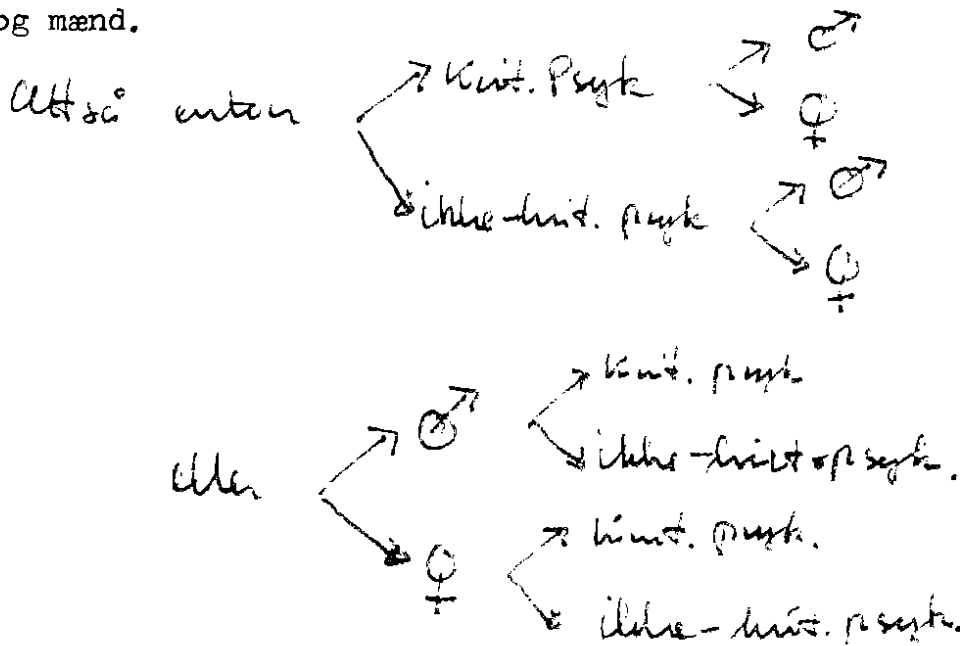 og mænd.
♂
Altså enten Krit. Psyk
♀
♂
ikke-krit. psyk
♀
krit. psyk
♂
ikke-krit. psyk.
eller
krit. psyk.
♀
ikke-krit. psyk.